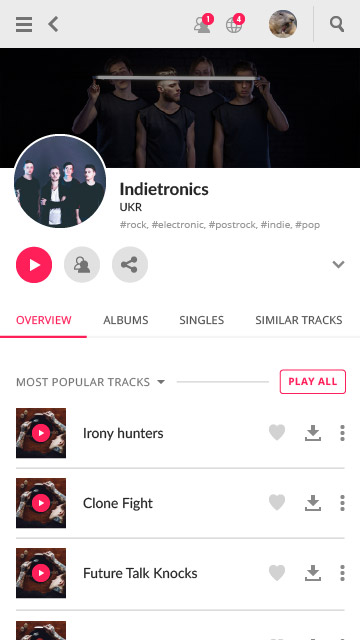 1
4
Indietronics
UKR
#rock, #electronic, #postrock, #indie, #pop
OVERVIEW ALBUMS SINGLES SIMILAR TRACKS
MOST POPULAR TRACKS PLAY ALL
Irony hunters
Clone Fight
Future Talk Knocks